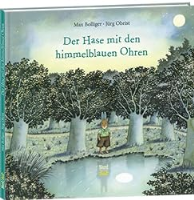 Max Bolliger · Jürg Obrist
Der Hase mit den
himmelblauen Ohren